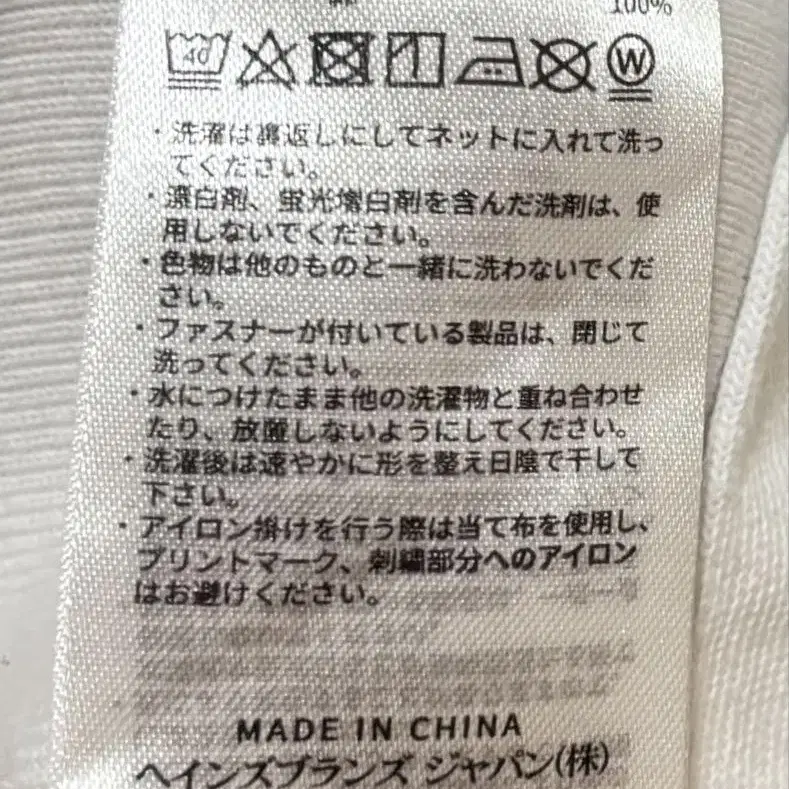 100%
40
W
・洗濯は裏返しにしてネットに入れて洗っ
てください。
・漂白剤、蛍光増白剤を含んだ洗剤は、使
用しないでください。
・色物は他のものと一緒に洗わないでくだ
さい。
・ファスナーが付いている製品は、閉じて
洗ってください。
・水につけたまま他の洗濯物と重ね合わせ
たり、放置しないようにしてください。
・洗濯後は速やかに形を整え日陰で干して
下さい。
・アイロン掛けを行う際は当て布を使用し、
プリントマーク、刺繍部分へのアイロン
はお避けください。
MADE IN CHINA
ヘインズブランズ ジャパン(株)